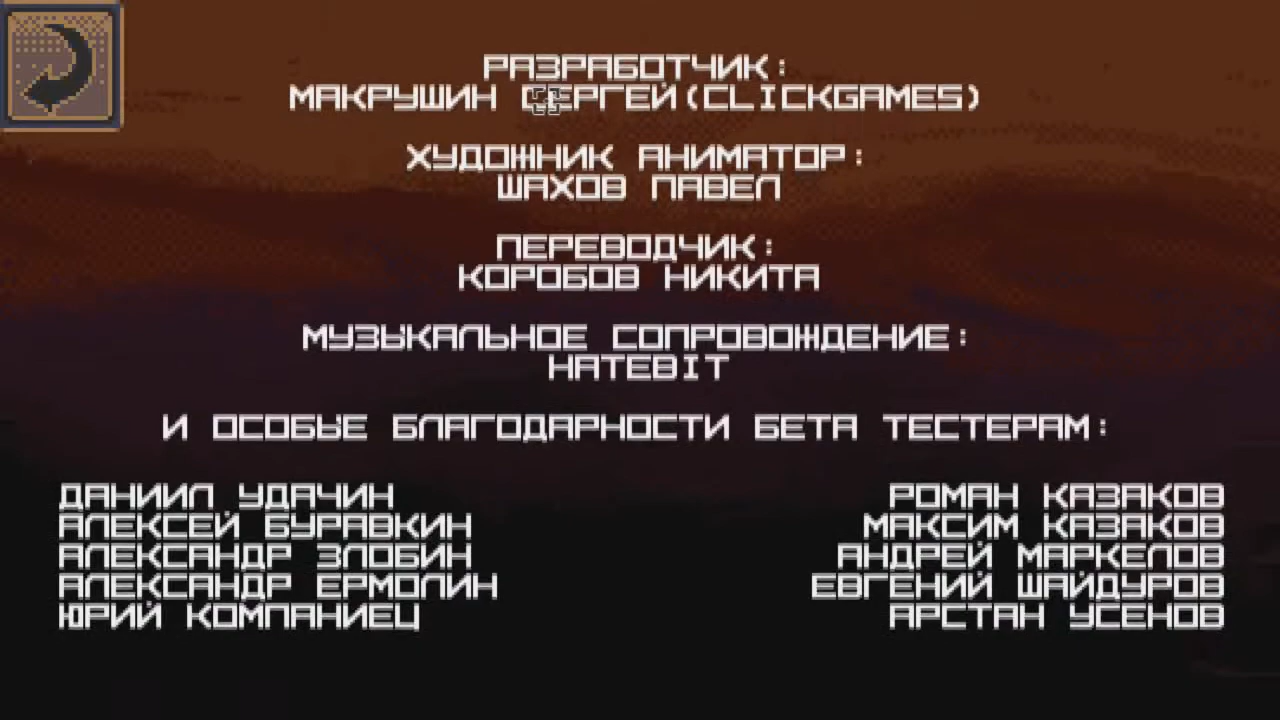 РАЗРАБОТЧИК:
МАКРУШИН СЕРГЕЙ(CLICKGAMES)
ХУДОЖНИК АНИМАТОР:
ШАХОВ ПАВЕЛ
ПЕРЕВОДЧИК:
КОРОБОВ НИКИТА
МУЗЫКАЛЬНОЕ СОПРОВОЖДЕНИЕ:
HATEBIT
И ОСОБЫЕ БЛАГОДАРНОСТИ БЕТА ТЕСТЕРАМ:
ДАНИИЛ УДАЧИН
АЛЕКСЕЙ БУРАВКИН
АЛЕКСАНДР ЗЛОБИН
АЛЕКСАНДР ЕРМОЛИН
ЮРИЙ КОМПАНИЕЦ
РОМАН КАЗАКОВ
МАКСИМ КАЗАКОВ
АНДРЕЙ МАРКЕЛОВ
ЕВГЕНИЙ ШАЙДУРОВ
АРСТАН УСЕНОВ